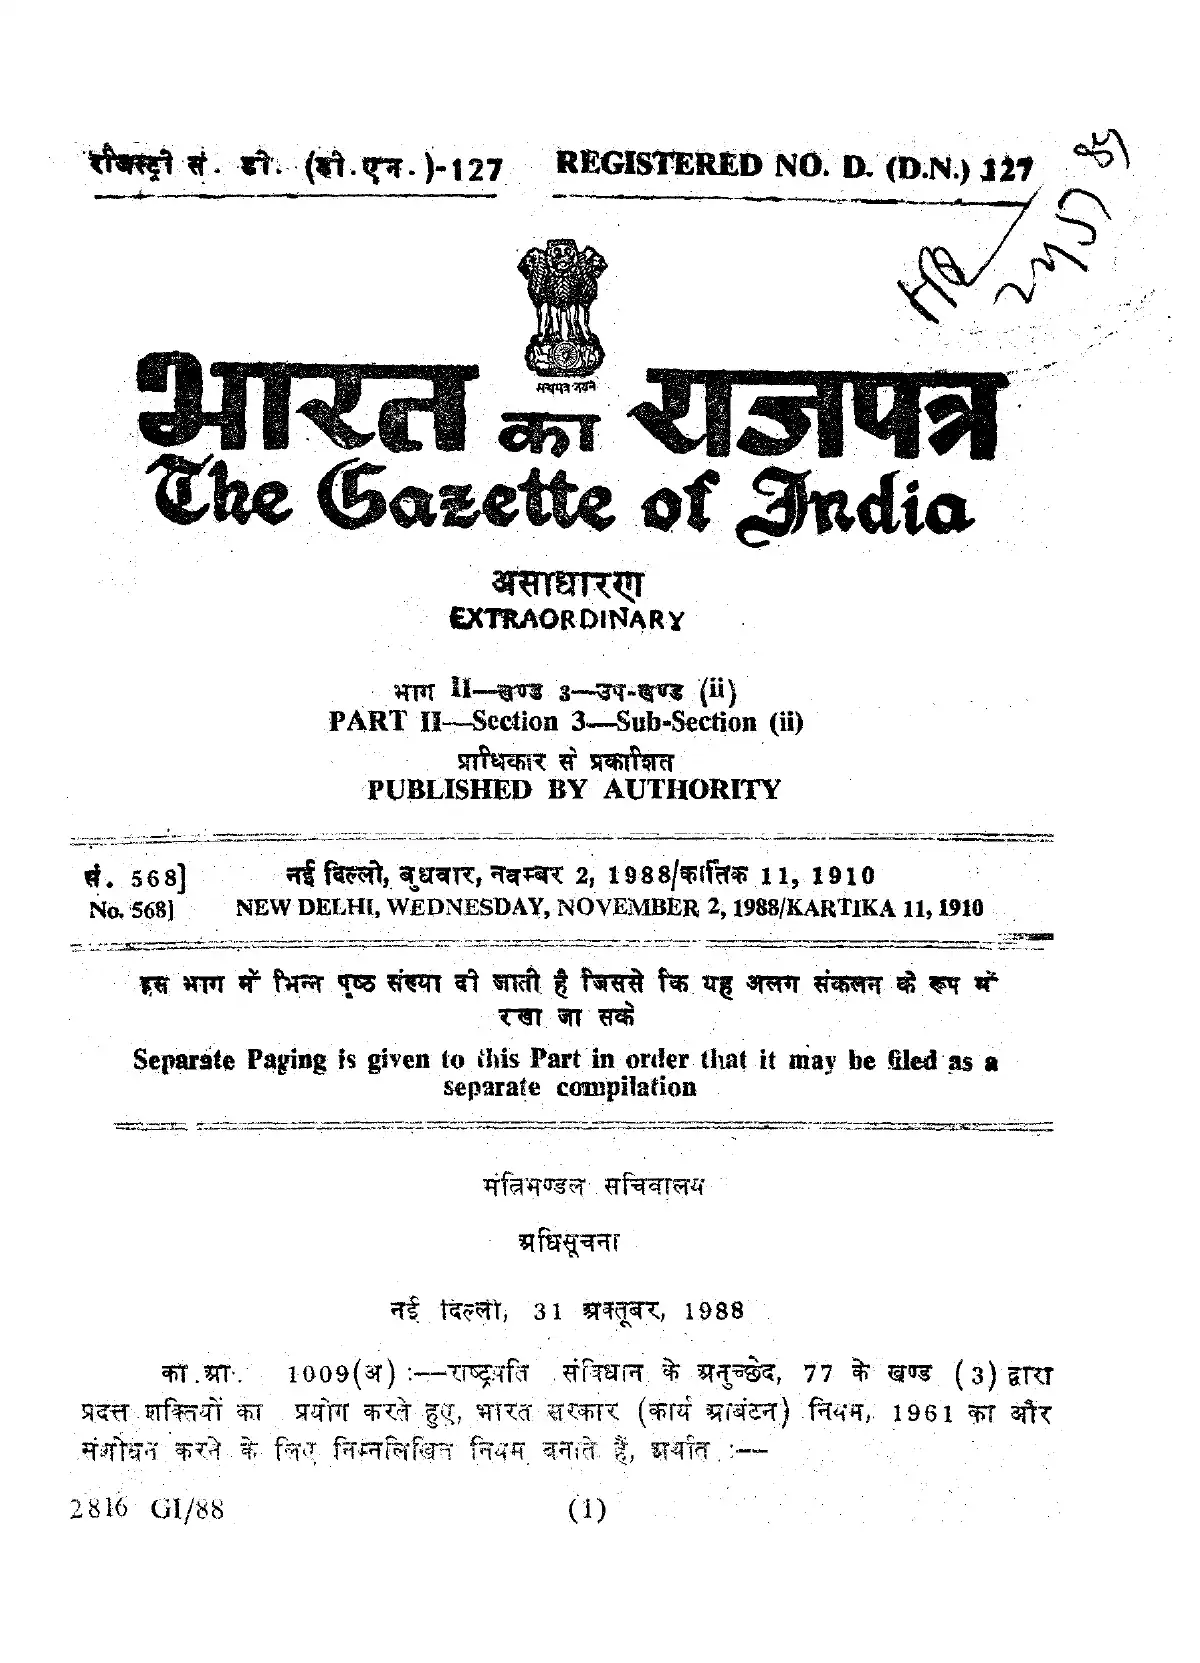 रजिस्ट्री सं. डी. (डी.एन.)-127
REGISTERED NO. D. (D.N.) 127
सत्यमेव जयते
भारत का राजपत्र
The Gazette of India
असाधारण
EXTRAORDINARY
भाग II—खण्ड 3—उप-खण्ड (ii)
PART II—Section 3—Sub-Section (ii)
प्राधिकार से प्रकाशित
PUBLISHED BY AUTHORITY
सं. 568] नई दिल्ली, बुधवार, नवम्बर 2, 1988/कार्तिक 11, 1910
No. 568] NEW DELHI, WEDNESDAY, NOVEMBER 2, 1988/KARTIKA 11, 1910
इस भाग में भिन्न पृष्ठ संख्या दी जाती है जिससे कि यह अलग संकलन के रूप में
रखा जा सके
Separate Paging is given to this Part in order that it may be filed as a
separate compilation
मंत्रिमण्डल सचिवालय
अधिसूचना
नई दिल्ली, 31 अक्तूबर, 1988
का.आ. 1009(अ) :—राष्ट्रपति संविधान के अनुच्छेद, 77 के खण्ड (3) द्वारा
प्रदत्त शक्तियों का प्रयोग करते हुए, भारत सरकार (कार्य आबंटन) नियम, 1961 का और
संशोधन करने के लिए निम्नलिखित नियम बनाते हैं, अर्थात :—
2816 GI/88 (1)